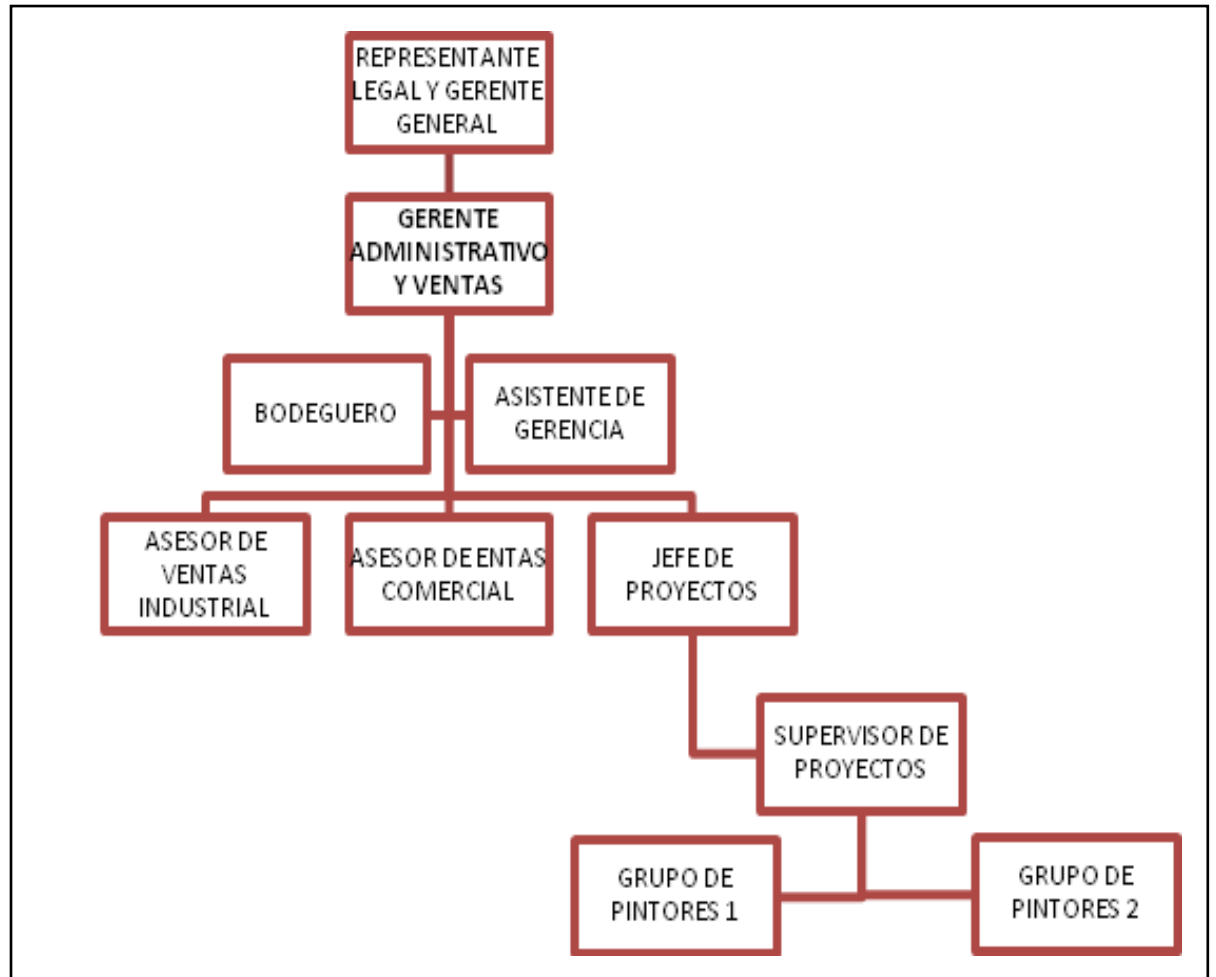 REPRESENTANTE
LEGAL Y GERENTE
GENERAL
GERENTE
ADMINISTRATIVO
Y VENTAS
BODEGUERO
ASISTENTE DE
GERENCIA
ASESOR DE
VENTAS
INDUSTRIAL
ASESOR DE ENTAS
COMERCIAL
JEFE DE
PROYECTOS
SUPERVISOR DE
PROYECTOS
GRUPO DE
PINTORES 1
GRUPO DE
PINTORES 2